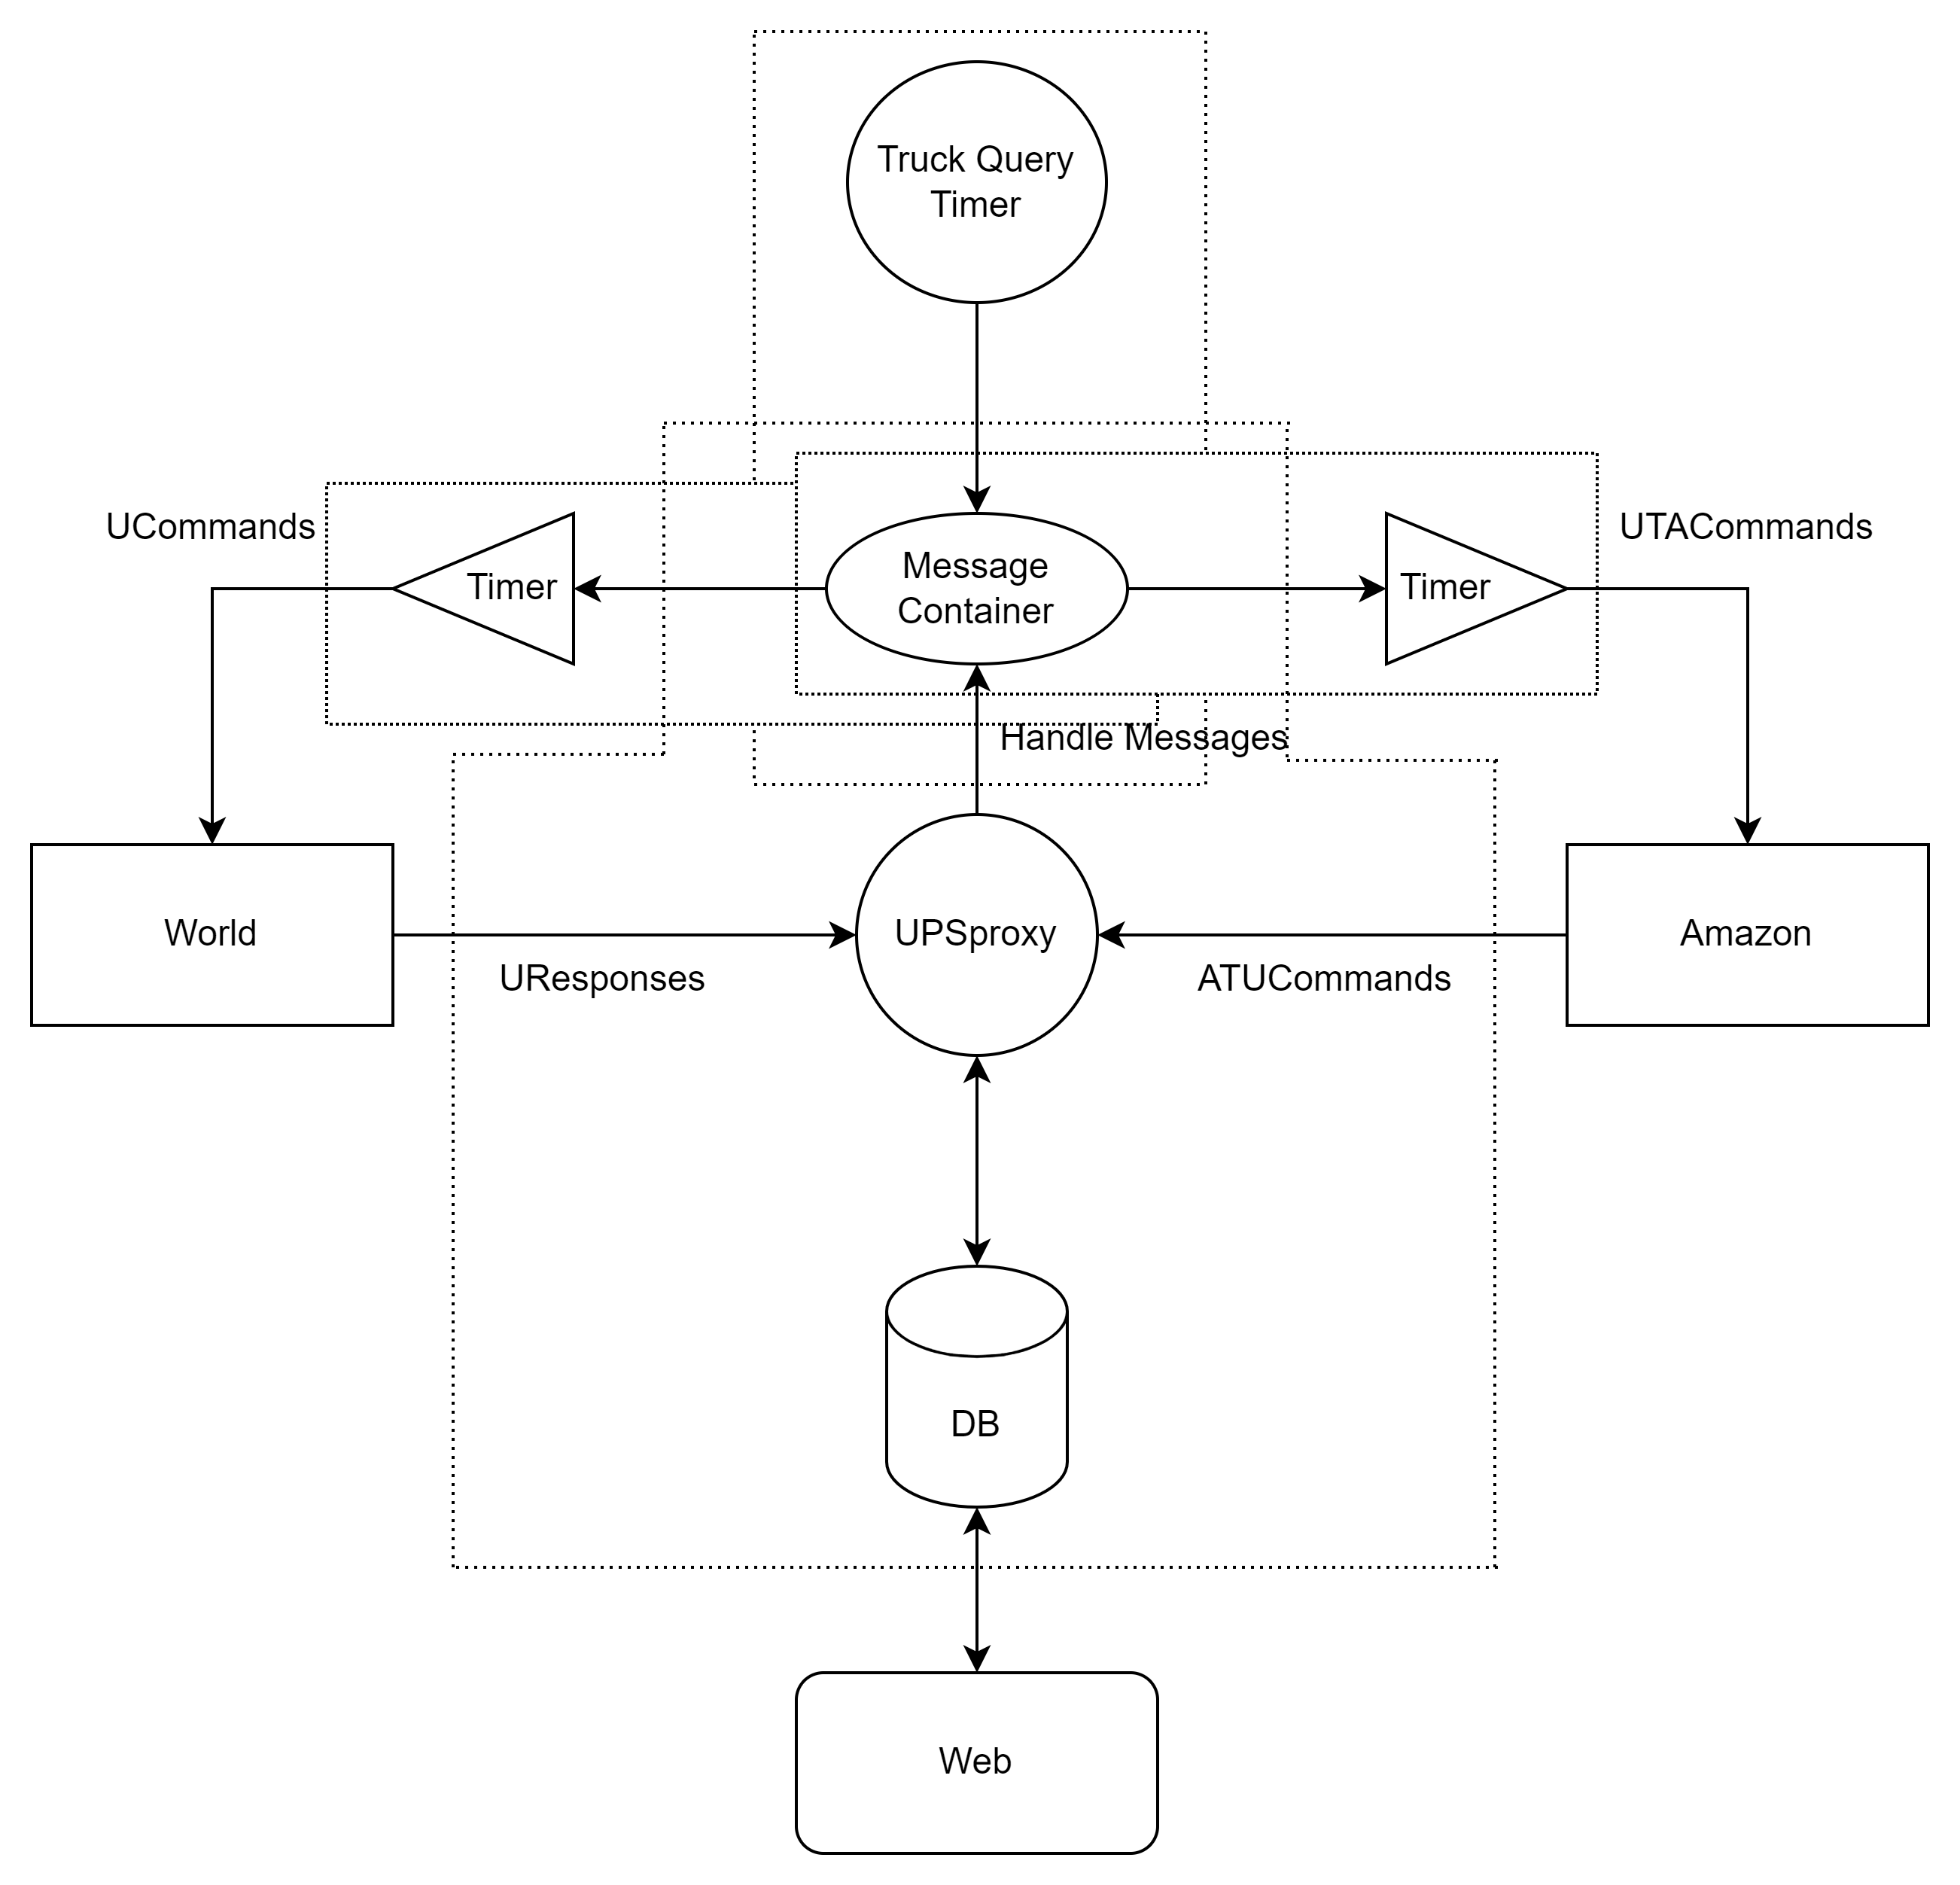 Truck Query
Timer
UCommands
UTACommands
Timer
Message
Container
Timer
Handle Messages
World
UPSproxy
Amazon
UResponses
ATUCommands
DB
Web